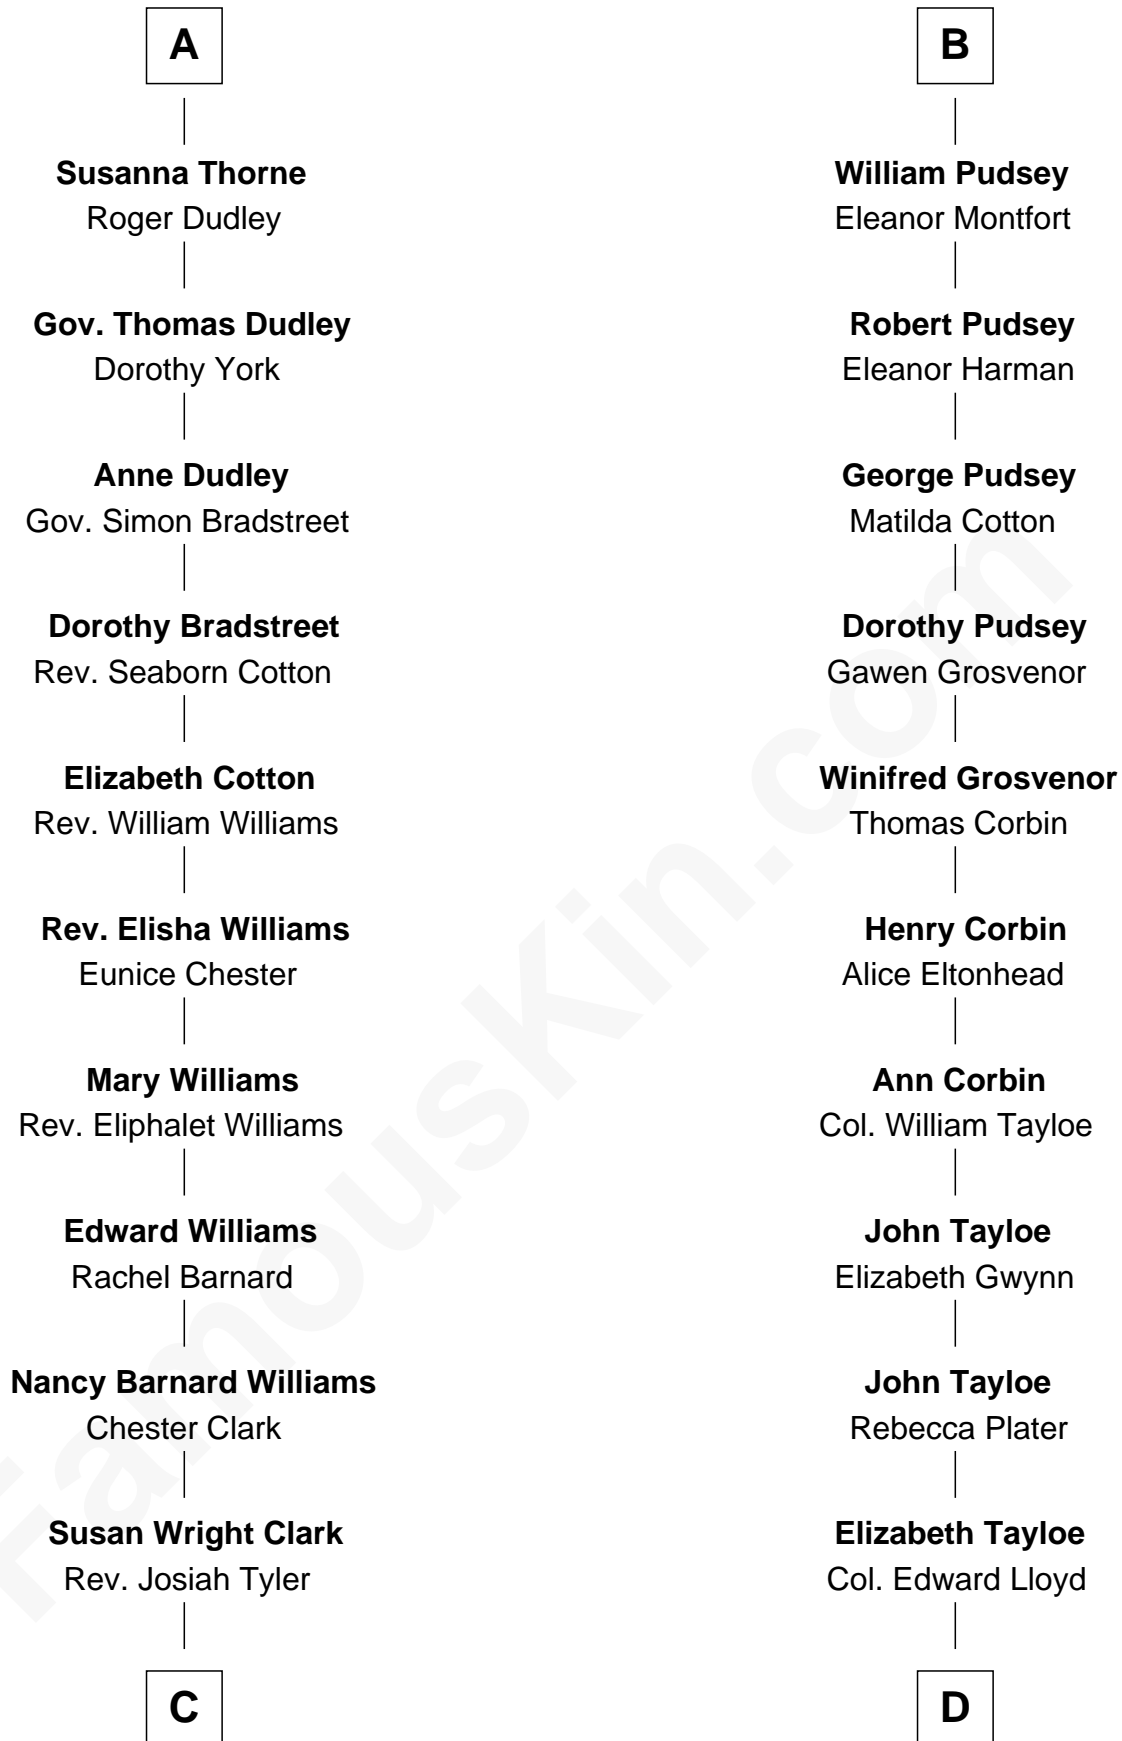 A
Susanna Thorne
Roger Dudley
Gov. Thomas Dudley
Dorothy York
Anne Dudley
Gov. Simon Bradstreet
Dorothy Bradstreet
Rev. Seaborn Cotton
Elizabeth Cotton
Rev. William Williams
Rev. Elisha Williams
Eunice Chester
Mary Williams
Rev. Eliphalet Williams
Edward Williams
Rachel Barnard
Nancy Barnard Williams
Chester Clark
Susan Wright Clark
Rev. Josiah Tyler
C
B
William Pudsey
Eleanor Montfort
Robert Pudsey
Eleanor Harman
George Pudsey
Matilda Cotton
Dorothy Pudsey
Gawen Grosvenor
Winifred Grosvenor
Thomas Corbin
Henry Corbin
Alice Eltonhead
Ann Corbin
Col. William Tayloe
John Tayloe
Elizabeth Gwynn
John Tayloe
Rebecca Plater
Elizabeth Tayloe
Col. Edward Lloyd
D
FamousKin.com